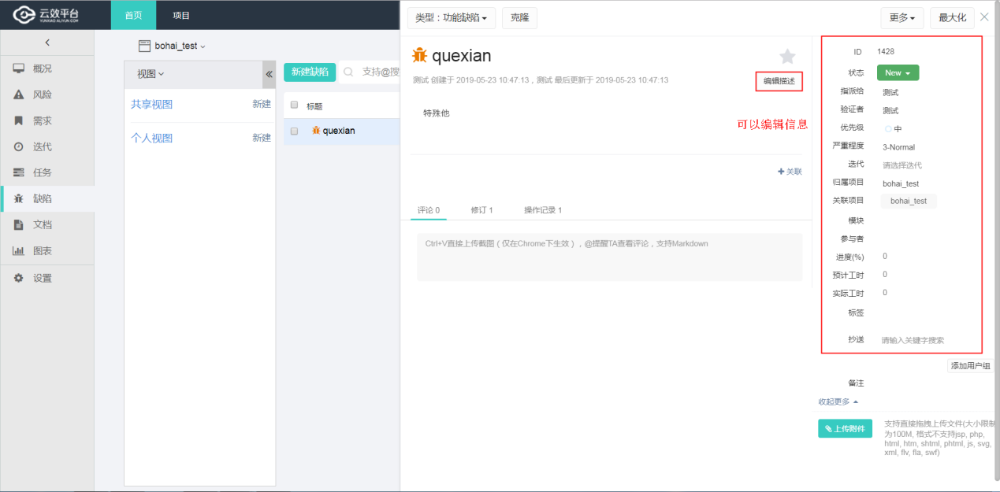 云效平台
YUNXIAO.ALIYUN.COM
首页
项目
概况
风险
需求
迭代
任务
缺陷
文档
图表
设置
bohai_test
视图
共享视图 新建
个人视图 新建
新建缺陷 支持@搜
标题
quexian
类型：功能缺陷 克隆 更多 最大化
quexian
测试 创建于 2019-05-23 10:47:13，测试 最后更新于 2019-05-23 10:47:13
编辑描述
特殊他
可以编辑信息
关联
评论 0 修订 1 操作记录 1
Ctrl+V直接上传截图（仅在Chrome下生效），@提醒TA查看评论，支持Markdown
ID 1428
状态 New
指派给 测试
验证者 测试
优先级 中
严重程度 3-Normal
迭代 请选择迭代
归属项目 bohai_test
关联项目 bohai_test
模块
参与者
进度(%) 0
预计工时 0
实际工时 0
标签
抄送 请输入关键字搜索
添加用户组
备注
收起更多
上传附件
支持直接拖拽上传文件(大小限制
为100M, 格式不支持jsp, php,
html, htm, shtml, phtml, js, svg,
xml, flv, fla, swf)